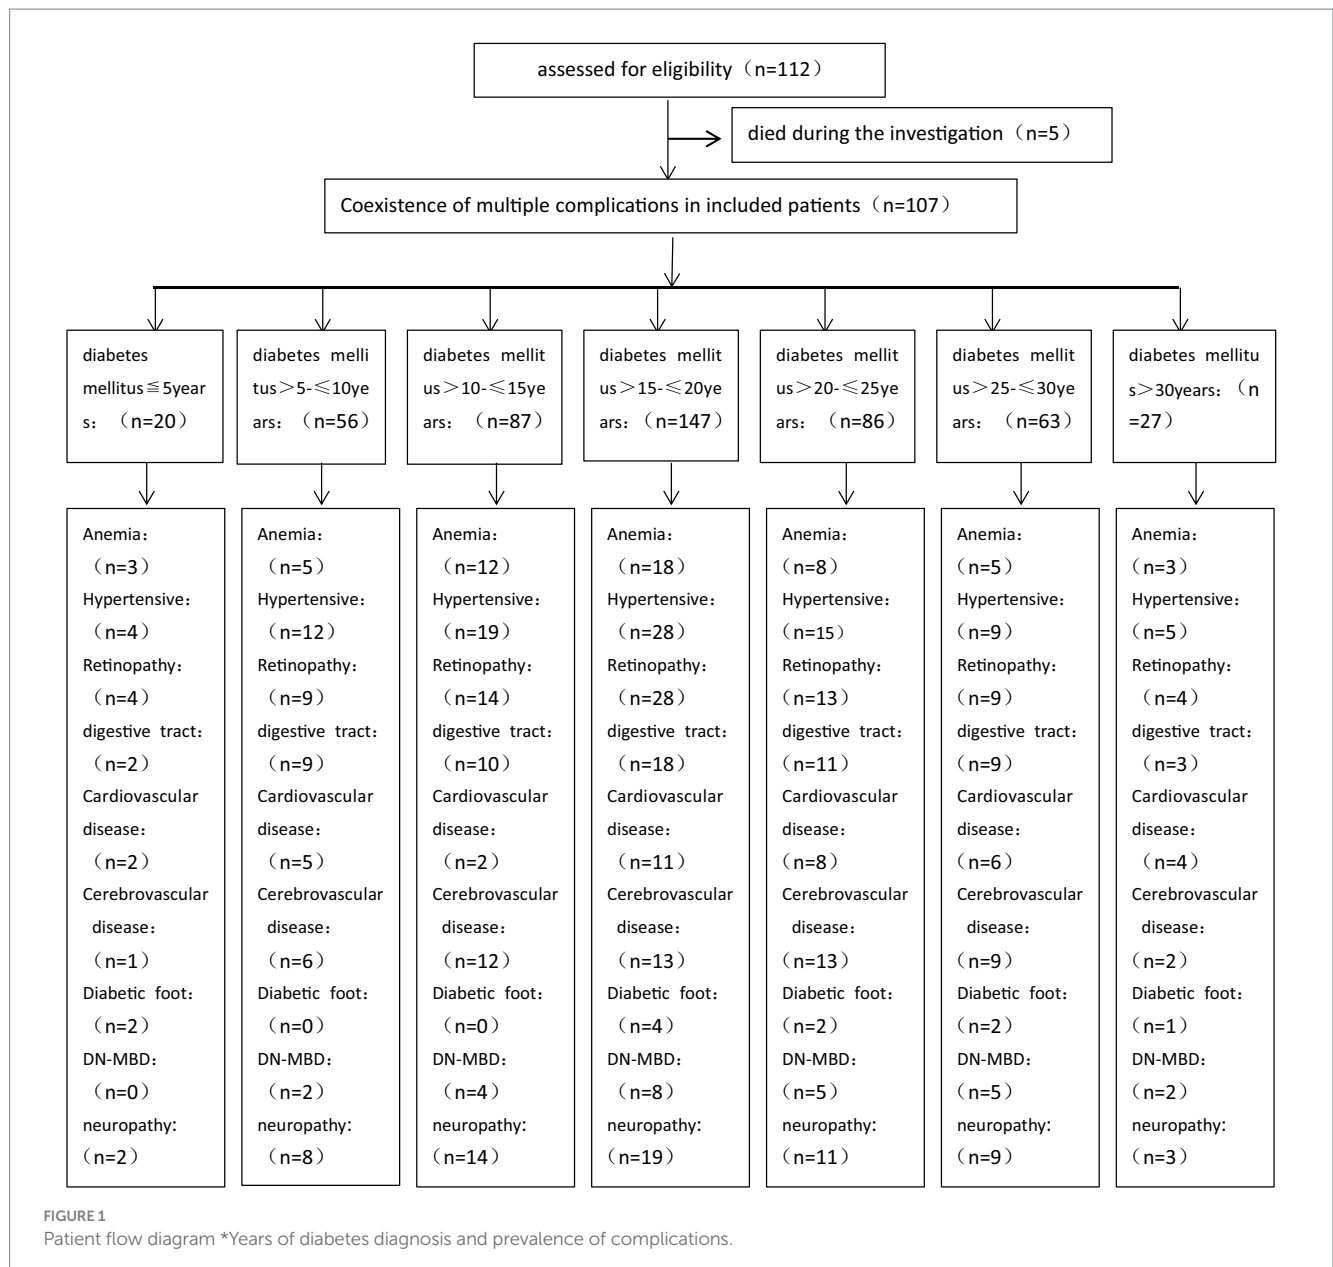 assessed for eligibility（n=112）
died during the investigation（n=5）
Coexistence of multiple complications in included patients（n=107）
diabetes
mellitus≦5year
s：（n=20）
diabetes melli
tus＞5-≤10ye
ars：（n=56）
diabetes mellit
us＞10-≤15ye
ars：（n=87）
diabetes mellit
us＞15-≤20ye
ars：（n=147）
diabetes mellit
us＞20-≤25ye
ars：（n=86）
diabetes mellit
us＞25-≤30ye
ars：（n=63）
diabetes mellitu
s＞30years：（n
=27）
Anemia：
（n=3）
Hypertensive：
（n=4）
Retinopathy：
（n=4）
digestive tract：
（n=2）
Cardiovascular
disease：
（n=2）
Cerebrovascular
disease：
（n=1）
Diabetic foot：
（n=2）
DN-MBD：
（n=0）
neuropathy：
（n=2）
Anemia：
（n=5）
Hypertensive：
（n=12）
Retinopathy：
（n=9）
digestive tract：
（n=9）
Cardiovascular
disease：
（n=5）
Cerebrovascular
disease：
（n=6）
Diabetic foot：
（n=0）
DN-MBD：
（n=2）
neuropathy：
（n=8）
Anemia：
（n=12）
Hypertensive：
（n=19）
Retinopathy：
（n=14）
digestive tract：
（n=10）
Cardiovascular
disease：
（n=2）
Cerebrovascular
disease：
（n=12）
Diabetic foot：
（n=0）
DN-MBD：
（n=4）
neuropathy：
（n=14）
Anemia：
（n=18）
Hypertensive：
（n=28）
Retinopathy：
（n=28）
digestive tract：
（n=18）
Cardiovascular
disease：
（n=11）
Cerebrovascular
disease：
（n=13）
Diabetic foot：
（n=4）
DN-MBD：
（n=8）
neuropathy：
（n=19）
Anemia：
（n=8）
Hypertensive：
（n=15）
Retinopathy：
（n=13）
digestive tract：
（n=11）
Cardiovascular
disease：
（n=8）
Cerebrovascular
disease：
（n=13）
Diabetic foot：
（n=2）
DN-MBD：
（n=5）
neuropathy：
（n=11）
Anemia：
（n=5）
Hypertensive：
（n=9）
Retinopathy：
（n=9）
digestive tract：
（n=9）
Cardiovascular
disease：
（n=6）
Cerebrovascular
disease：
（n=9）
Diabetic foot：
（n=2）
DN-MBD：
（n=5）
neuropathy：
（n=9）
Anemia：
（n=3）
Hypertensive：
（n=5）
Retinopathy：
（n=4）
digestive tract：
（n=3）
Cardiovascular
disease：
（n=4）
Cerebrovascular
disease：
（n=2）
Diabetic foot：
（n=1）
DN-MBD：
（n=2）
neuropathy：
（n=3）
FIGURE 1
Patient flow diagram *Years of diabetes diagnosis and prevalence of complications.